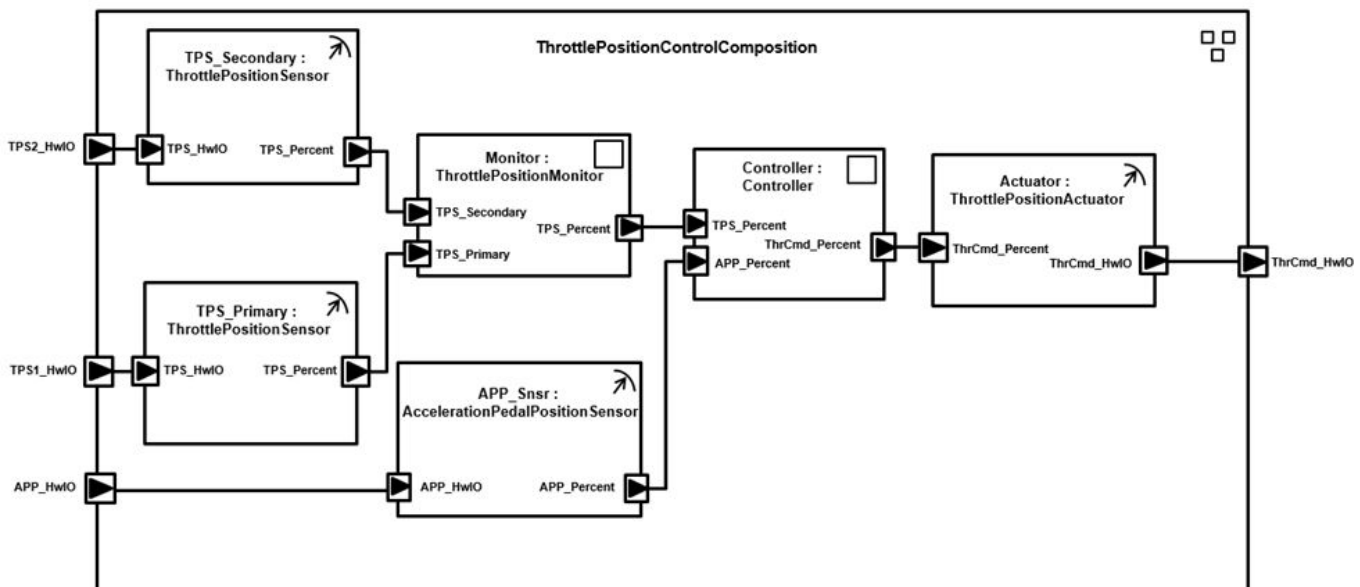 ThrottlePositionControlComposition
TPS_Secondary :
ThrottlePositionSensor
TPS2_HwIO
TPS_HwIO
TPS_Percent
Monitor :
ThrottlePositionMonitor
TPS_Secondary
TPS_Primary
TPS_Percent
Controller :
Controller
TPS_Percent
APP_Percent
ThrCmd_Percent
Actuator :
ThrottlePositionActuator
ThrCmd_Percent
ThrCmd_HwIO
ThrCmd_HwIO
TPS_Primary :
ThrottlePositionSensor
TPS1_HwIO
TPS_HwIO
TPS_Percent
APP_Snsr :
AccelerationPedalPositionSensor
APP_HwIO
APP_HwIO
APP_Percent